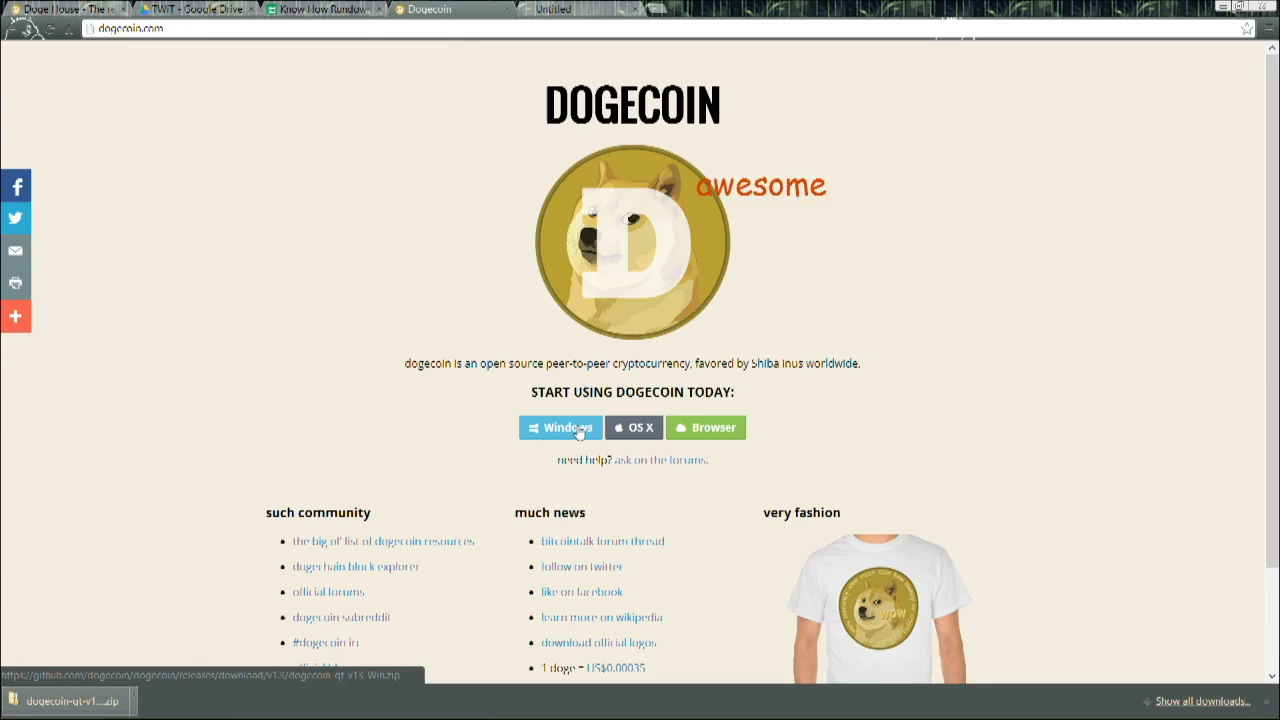 Doge House - The re
TWiT - Google Drive
Know How Rundow
Dogecoin
Untitled
dogecoin.com
DOGECOIN
D
awesome
dogecoin is an open source peer-to-peer cryptocurrency, favored by Shiba Inus worldwide.
START USING DOGECOIN TODAY:
Windows
OS X
Browser
need help? ask on the forums.
such community
the big ol' list of dogecoin resources
dogechain block explorer
official forums
dogecoin subreddit
#dogecoin irc
much news
bitcointalk forum thread
follow on twitter
like on facebook
learn more on wikipedia
download official logos
1 doge = US$0.00035
very fashion
WOW
https://github.com/dogecoin/dogecoin/releases/download/v1.3/dogecoin-qt-v13_Win.zip
dogecoin-qt-v1....zip
Show all downloads...